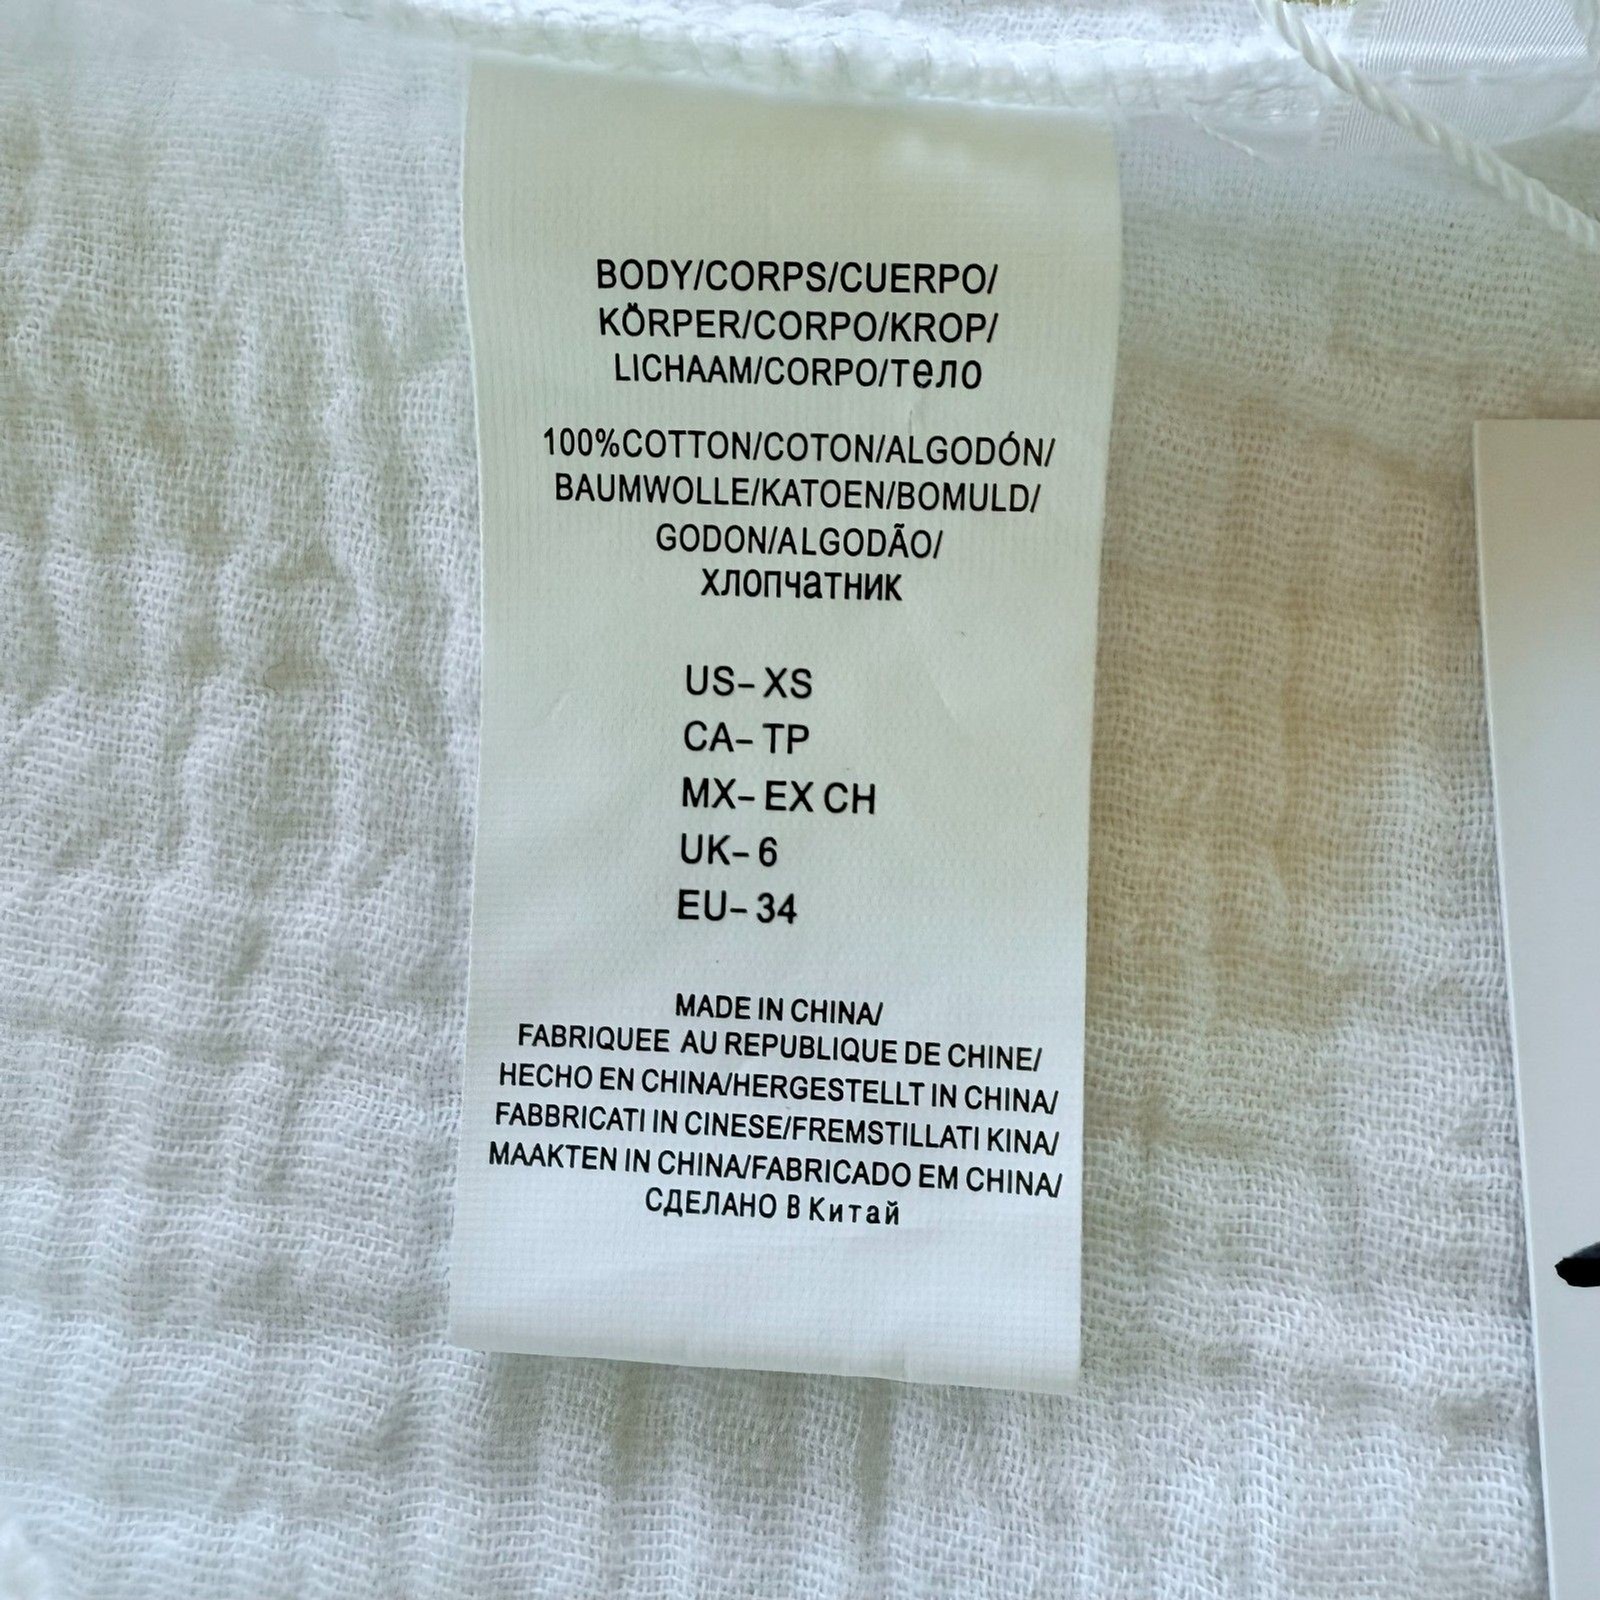 BODY/CORPS/CUERPO/
KÖRPER/CORPO/KROP/
LICHAAM/CORPO/тело
100%COTTON/COTON/ALGODÓN/
BAUMWOLLE/KATOEN/BOMULD/
GODON/ALGODÃO/
хлопчатник
US- XS
CA- TP
MX- EX CH
UK- 6
EU- 34
MADE IN CHINA/
FABRIQUEE AU REPUBLIQUE DE CHINE/
HECHO EN CHINA/HERGESTELLT IN CHINA/
FABBRICATI IN CINESE/FREMSTILLATI KINA/
MAAKTEN IN CHINA/FABRICADO EM CHINA/
СДЕЛАНО В Китай